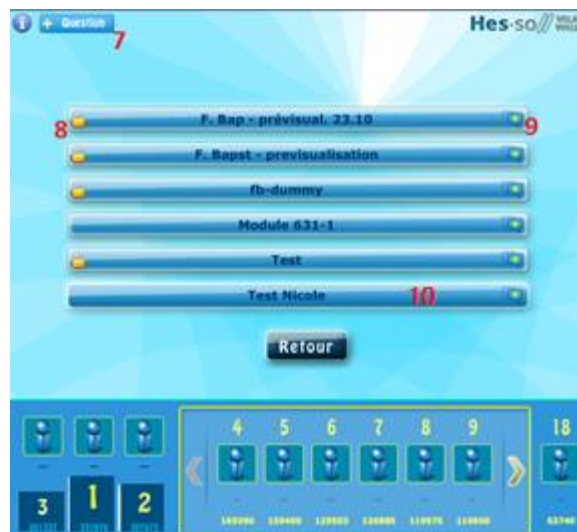 + Question
7
Hes·so//
8 F. Bap - prévisual. 23.10 9
F. Bapst - previsualisation
fb-dummy
Module 631-1
Test
Test Nicole 10
Retour
4 5 6 7 8 9 18
3 1 2